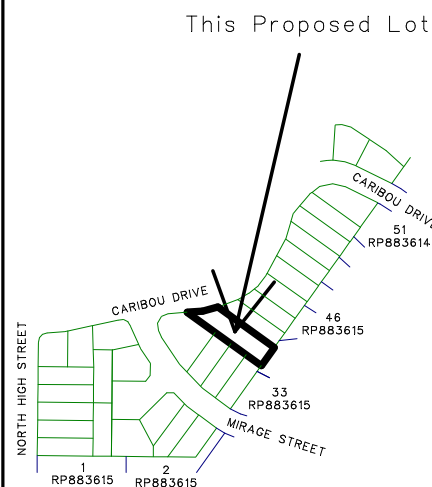 This Proposed Lot
CARIBOU DRIVE
51
RP883614
CARIBOU DRIVE
46
RP883615
NORTH HIGH STREET
33
RP883615
MIRAGE STREET
1
RP883615
2
RP883615